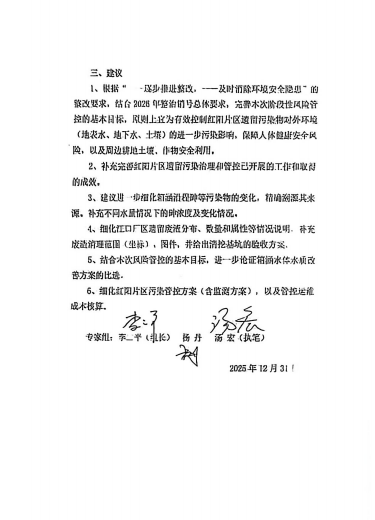 三、建议
1、根据“一逐步推进整改，一一及时消除环境安全隐患”的
整改要求，结合2026年整治销号总体要求，完善本次阶段性风险管
控的基本目标，原则上应为有效控制红阳片区遗留污染物对外环境
（地表水、地下水、土壤）的进一步污染影响，保障人体健康安全风
险，以及周边耕地土壤、作物安全利用。
2、补充完善红阳片区遗留污染治理和管控已开展的工作和取得
的成效。
3、建议进一步细化箱涵沿程砷等污染物的变化，精确溯源其来
源。补充不同水量情况下的砷浓度及变化情况。
4、细化江口厂区遗留废渣分布、数量和属性等情况说明，补充
废渣清理范围（坐标）、图件，并给出清挖基坑的验收方案。
5、结合本次风险管控的基本目标，进一步论证箱涵水体水质改
善方案的比选。
6、细化红阳片区污染管控方案（含监测方案），以及管控运维
成本核算。
专家组：李二平（组长） 杨丹 汤宏（执笔）
2025年12月31